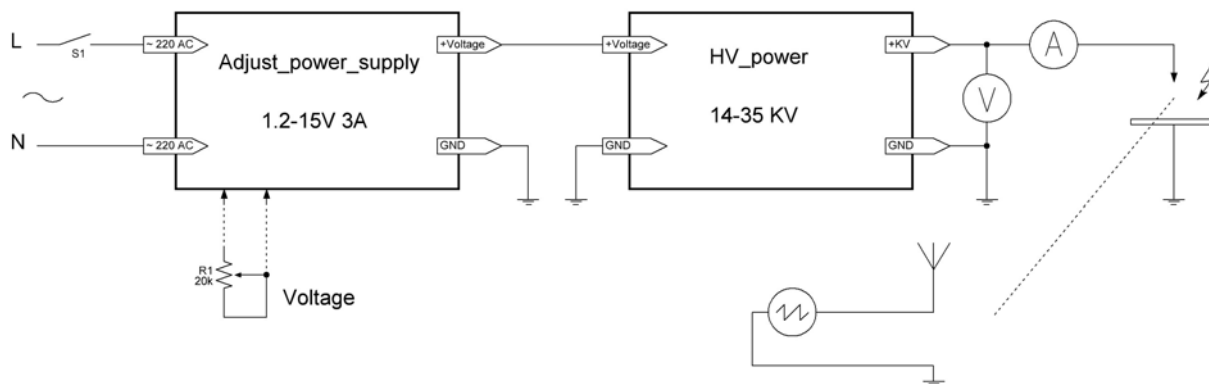 L
S1
~ 220 AC
Adjust_power_supply
1.2-15V 3A
+Voltage
+Voltage
HV_power
14-35 KV
+KV
A
V
N
~ 220 AC
GND
GND
GND
R1
20k
Voltage